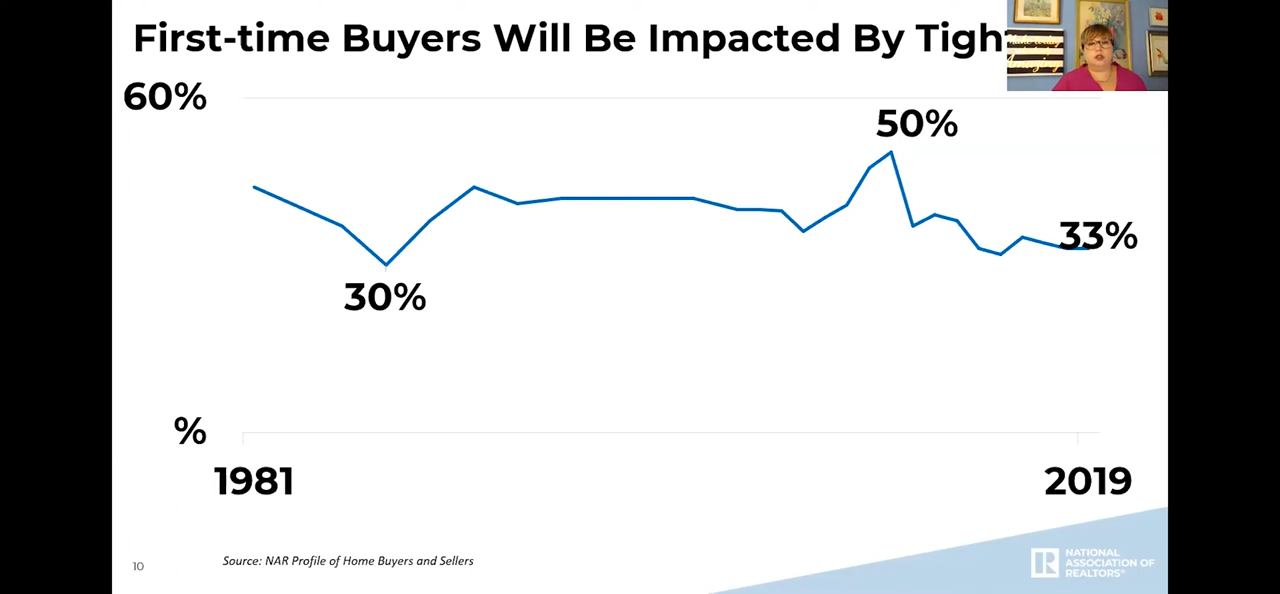 First-time Buyers Will Be Impacted By
60%
50%
33%
30%
%
1981
2019
10
Source: NAR Profile of Home Buyers and Sellers
R
NATIONAL
ASSOCIATION OF
REALTORS®